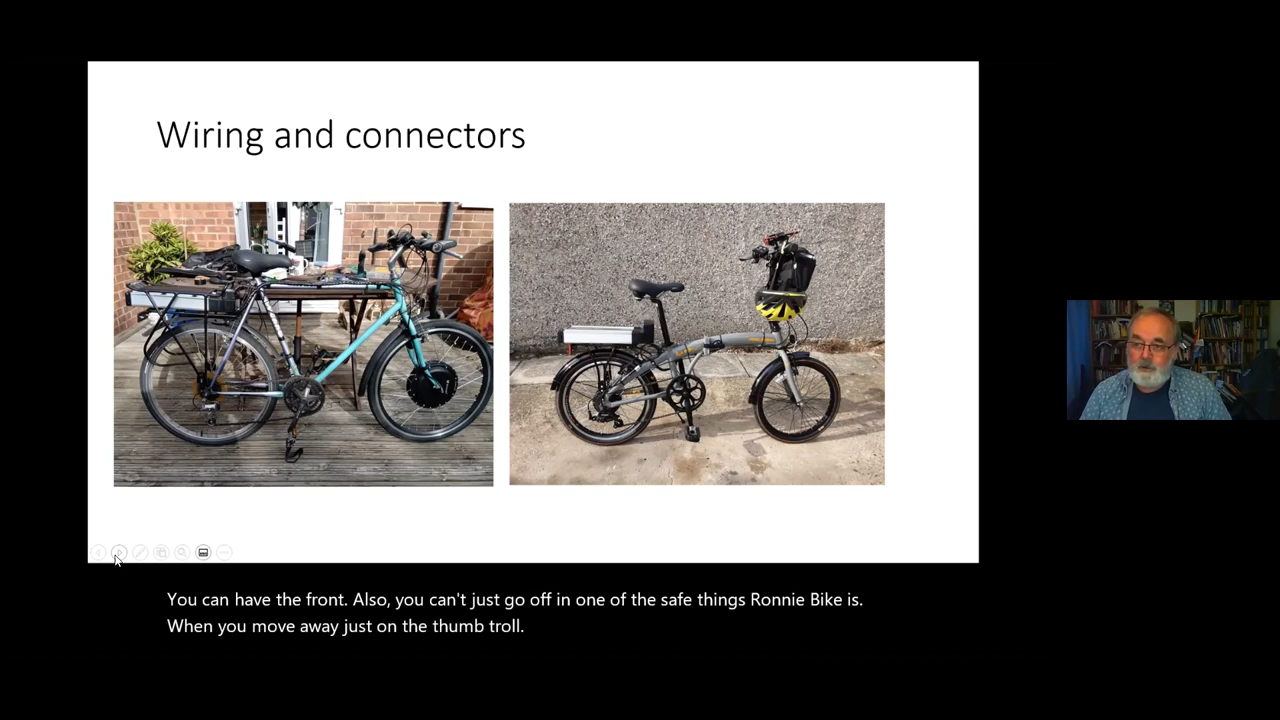 Wiring and connectors
You can have the front. Also, you can't just go off in one of the safe things Ronnie Bike is.
When you move away just on the thumb troll.